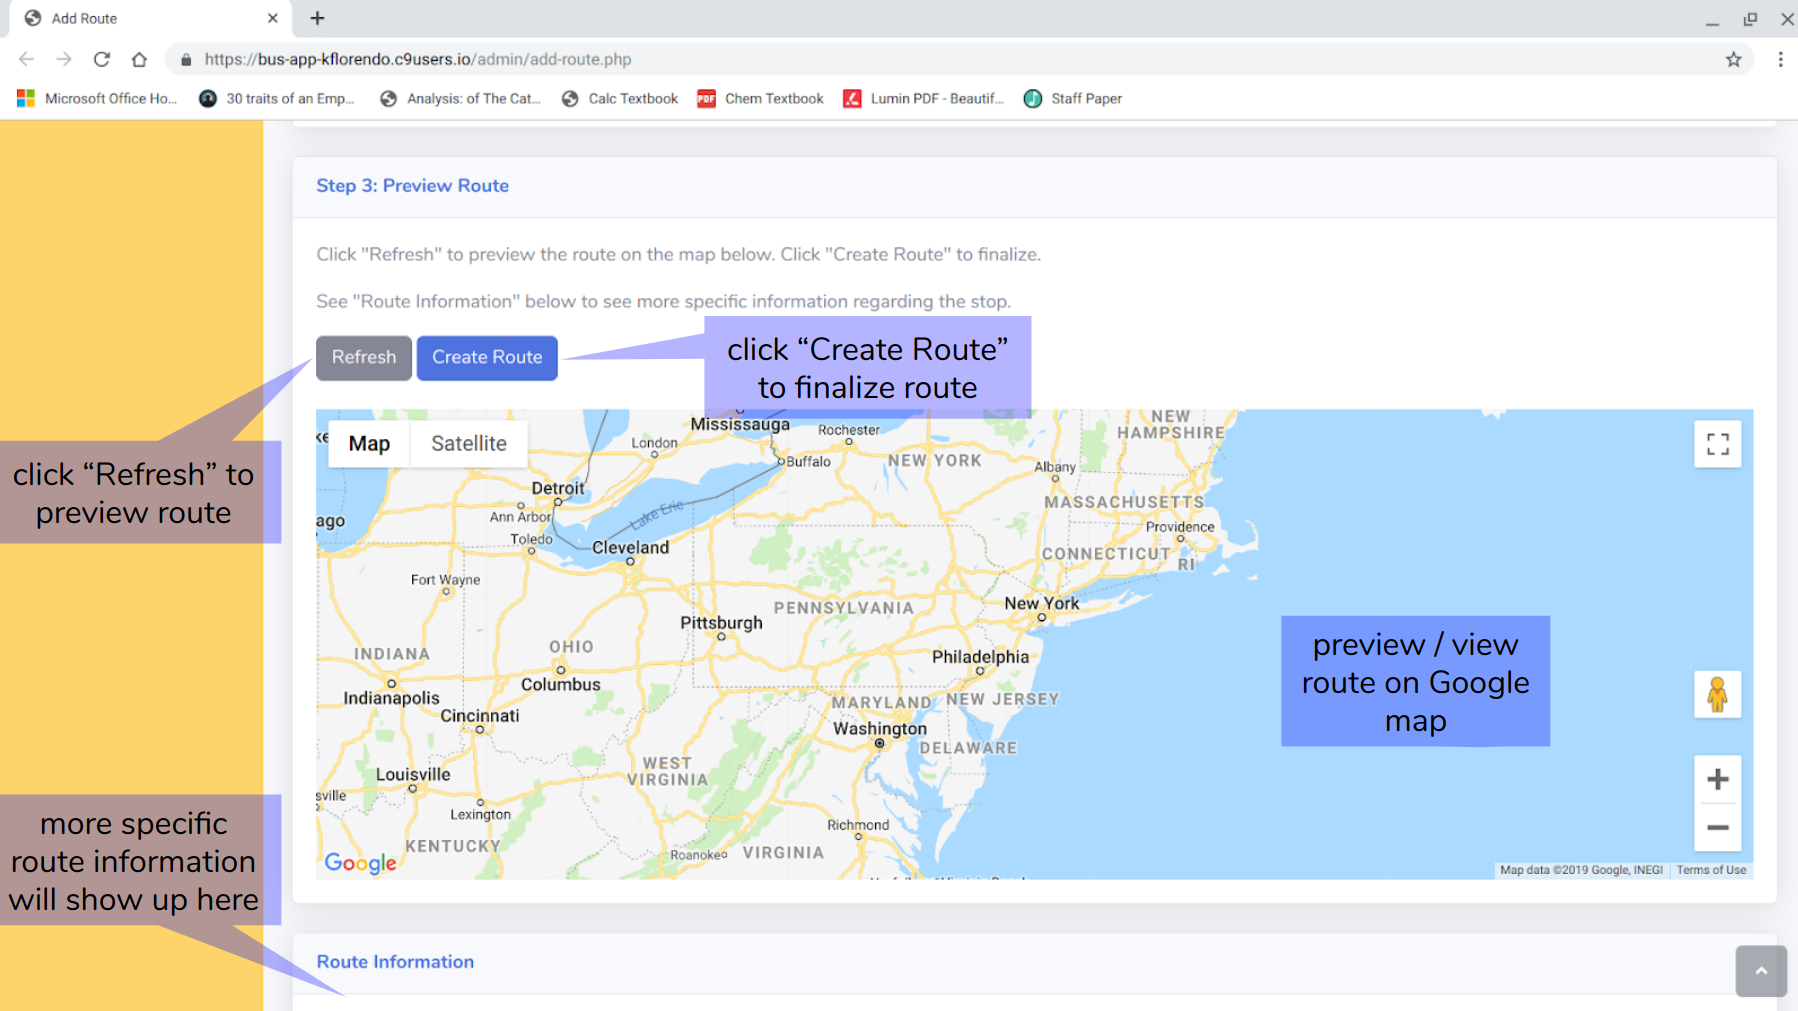 Add Route
https://bus-app-kflorendo.c9users.io/admin/add-route.php
Microsoft Office Ho...
30 traits of an Emp...
Analysis: of The Cat...
Calc Textbook
PDF
Chem Textbook
Lumin PDF - Beautif...
Staff Paper
Step 3: Preview Route
Click "Refresh" to preview the route on the map below. Click "Create Route" to finalize.
See "Route Information" below to see more specific information regarding the stop.
Refresh
Create Route
click “Create Route”
to finalize route
click “Refresh” to
preview route
Map
Satellite
Mississauga
Rochester
London
Buffalo
NEW YORK
NEW
HAMPSHIRE
Albany
Detroit
Ann Arbor
MASSACHUSETTS
Lake Erie
ago
Providence
Toledo
Cleveland
CONNECTICUT
RI
Fort Wayne
New York
PENNSYLVANIA
Pittsburgh
OHIO
INDIANA
Philadelphia
Columbus
Indianapolis
MARYLAND
NEW JERSEY
Cincinnati
Washington
DELAWARE
WEST
VIRGINIA
Louisville
sville
Lexington
Richmond
KENTUCKY
Roanoke
VIRGINIA
Google
preview / view
route on Google
map
Map data ©2019 Google, INEGI
Terms of Use
more specific
route information
will show up here
Route Information